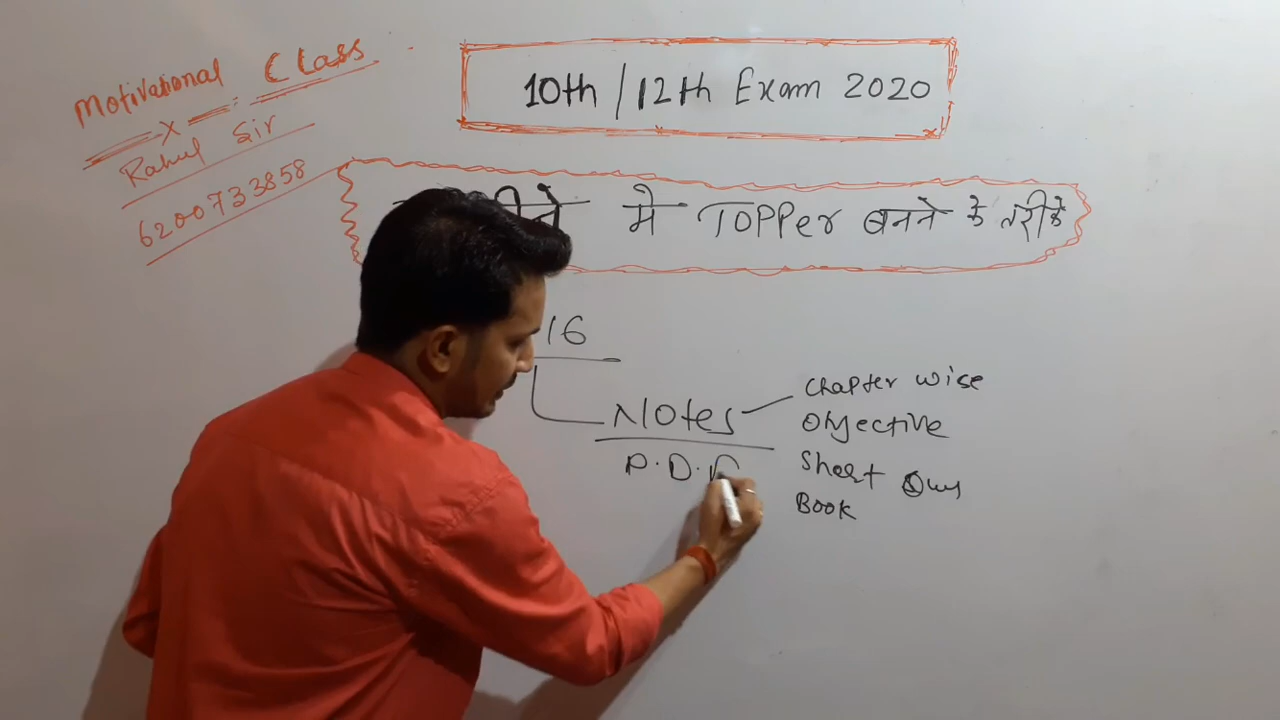 Motivational Class
Rahul Sir
6200733858
10th / 12th Exam 2020
मे TOPPer बनने के तरीके
16
Notes
P.D.F
Chapter wise
Objective
Short
Book